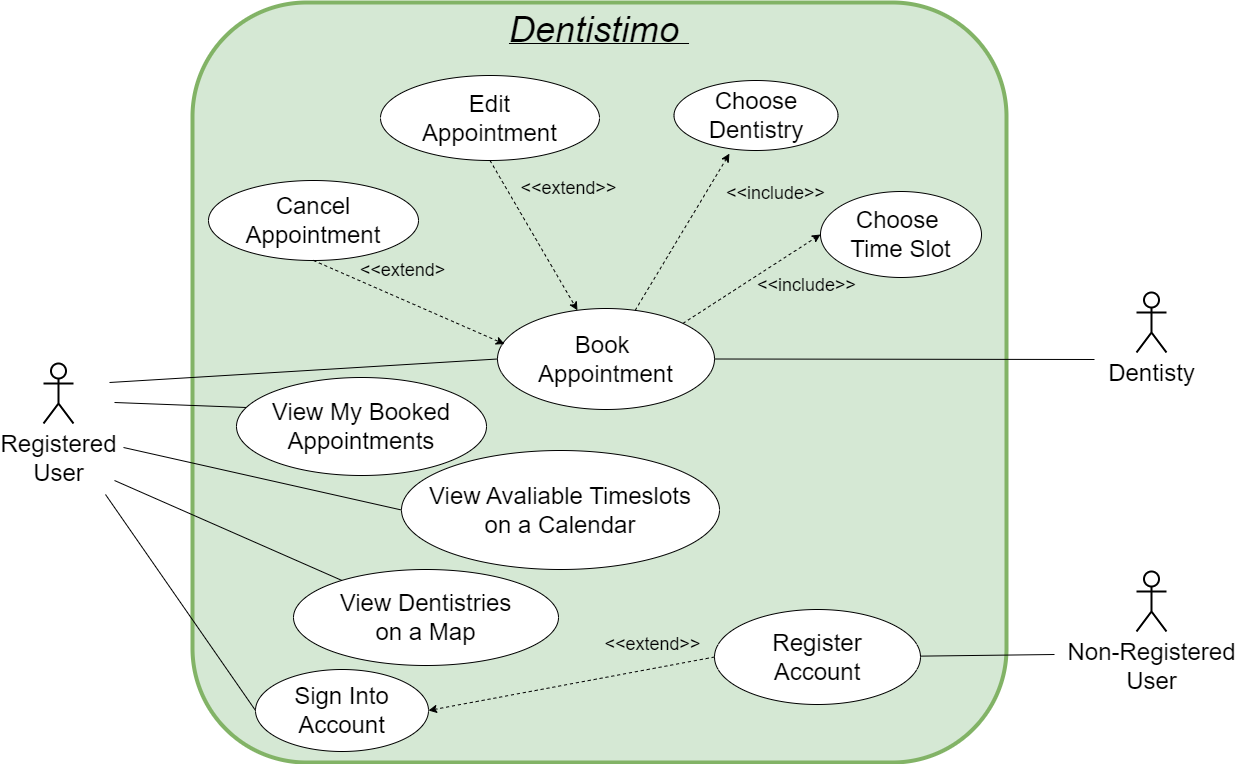 Dentistimo
Edit
Appointment
Choose
Dentistry
<<extend>>
<<include>>
Cancel
Appointment
Choose
Time Slot
<<extend>
<<include>>
Book
Appointment
Dentisty
Registered
User
View My Booked
Appointments
View Avaliable Timeslots
on a Calendar
View Dentistries
on a Map
<<extend>>
Register
Account
Non-Registered
User
Sign Into
Account